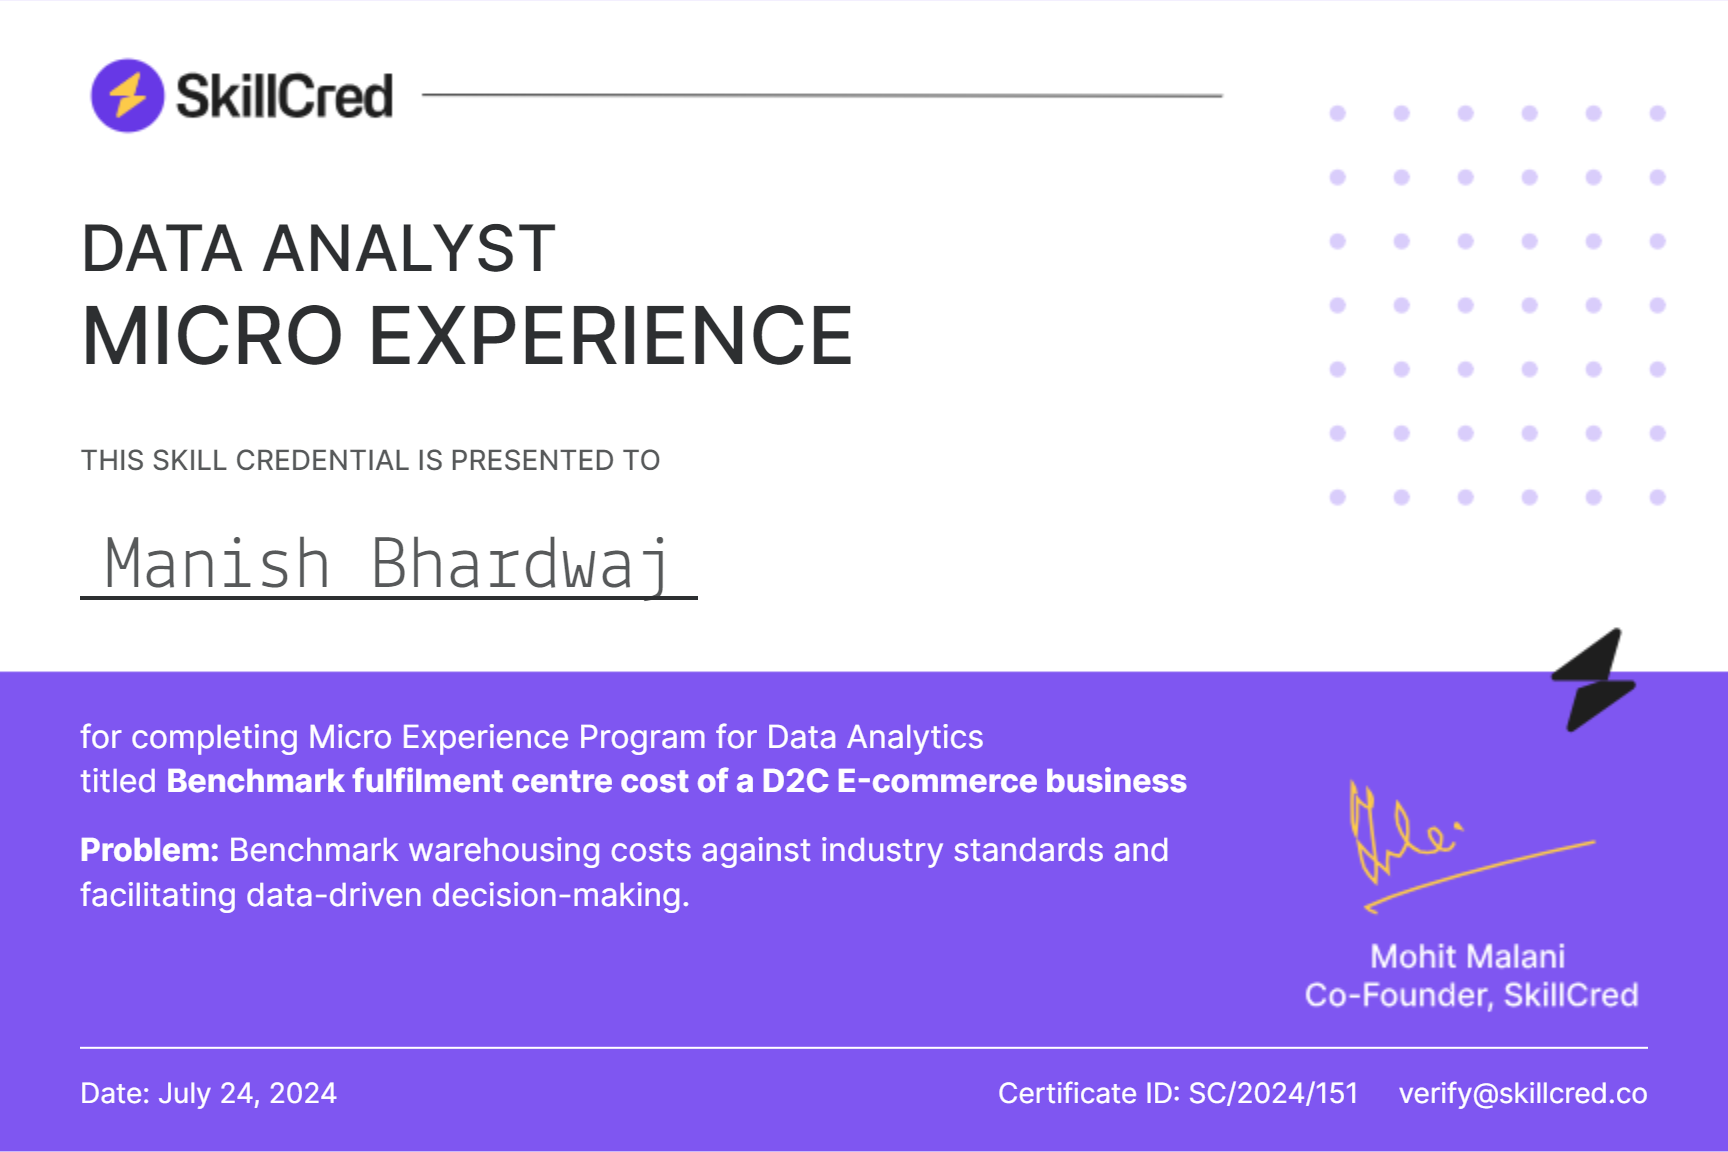 SkillCred
DATA ANALYST
MICRO EXPERIENCE
THIS SKILL CREDENTIAL IS PRESENTED TO
Manish Bhardwaj
for completing Micro Experience Program for Data Analytics
titled Benchmark fulfilment centre cost of a D2C E-commerce business
Problem: Benchmark warehousing costs against industry standards and
facilitating data-driven decision-making.
Mohit Malani
Co-Founder, SkillCred
Date: July 24, 2024
Certificate ID: SC/2024/151
verify@skillcred.co